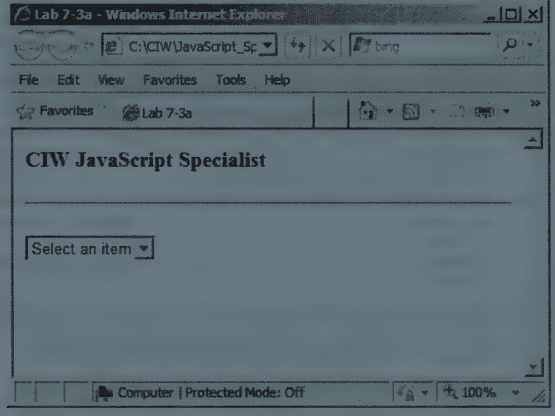 Lab 7-3a - Windows Internet Explorer
C:\CIW\JavaScript_Sp
bing
File Edit View Favorites Tools Help
Favorites Lab 7-3a
CIW JavaScript Specialist
Select an item
Computer | Protected Mode: Off 100%